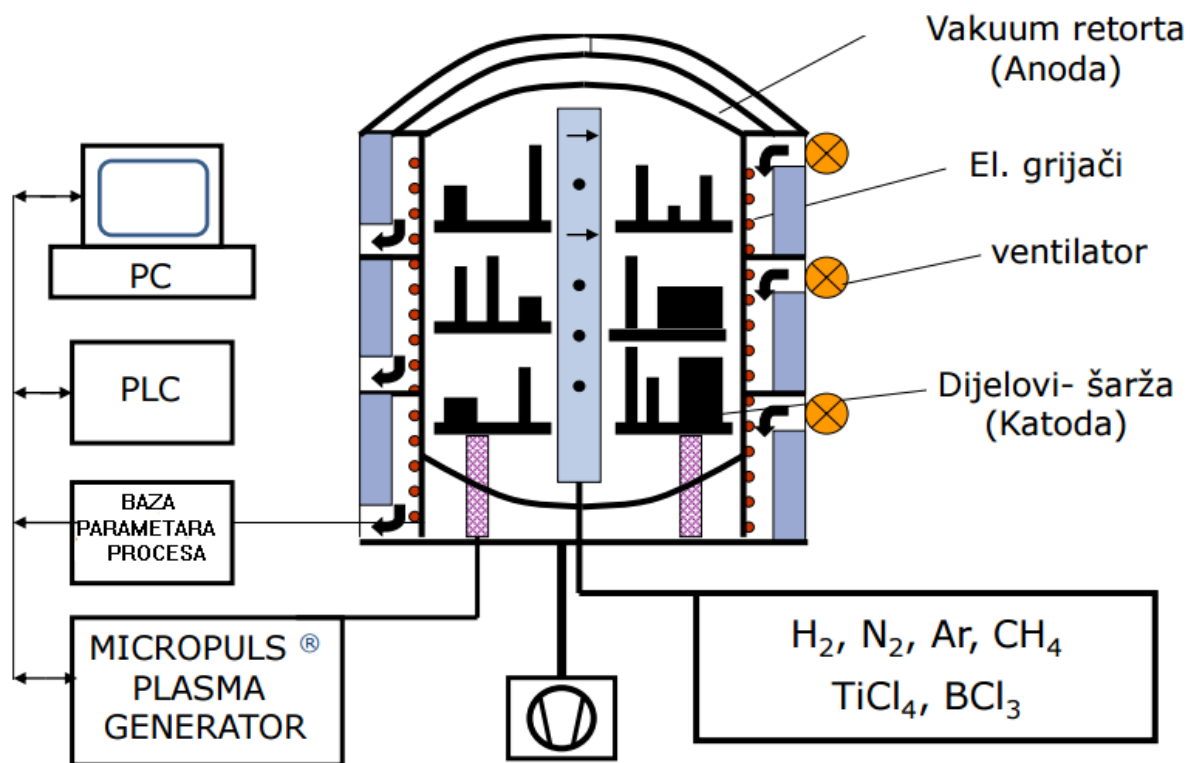 Vakuum retorta
(Anoda)
El. grijači
ventilator
Dijelovi- šarža
(Katoda)
PC
PLC
BAZA
PARAMETARA
PROCESA
MICROPULS ®
PLASMA
GENERATOR
H₂, N₂, Ar, CH₄
TiCl₄, BCl₃